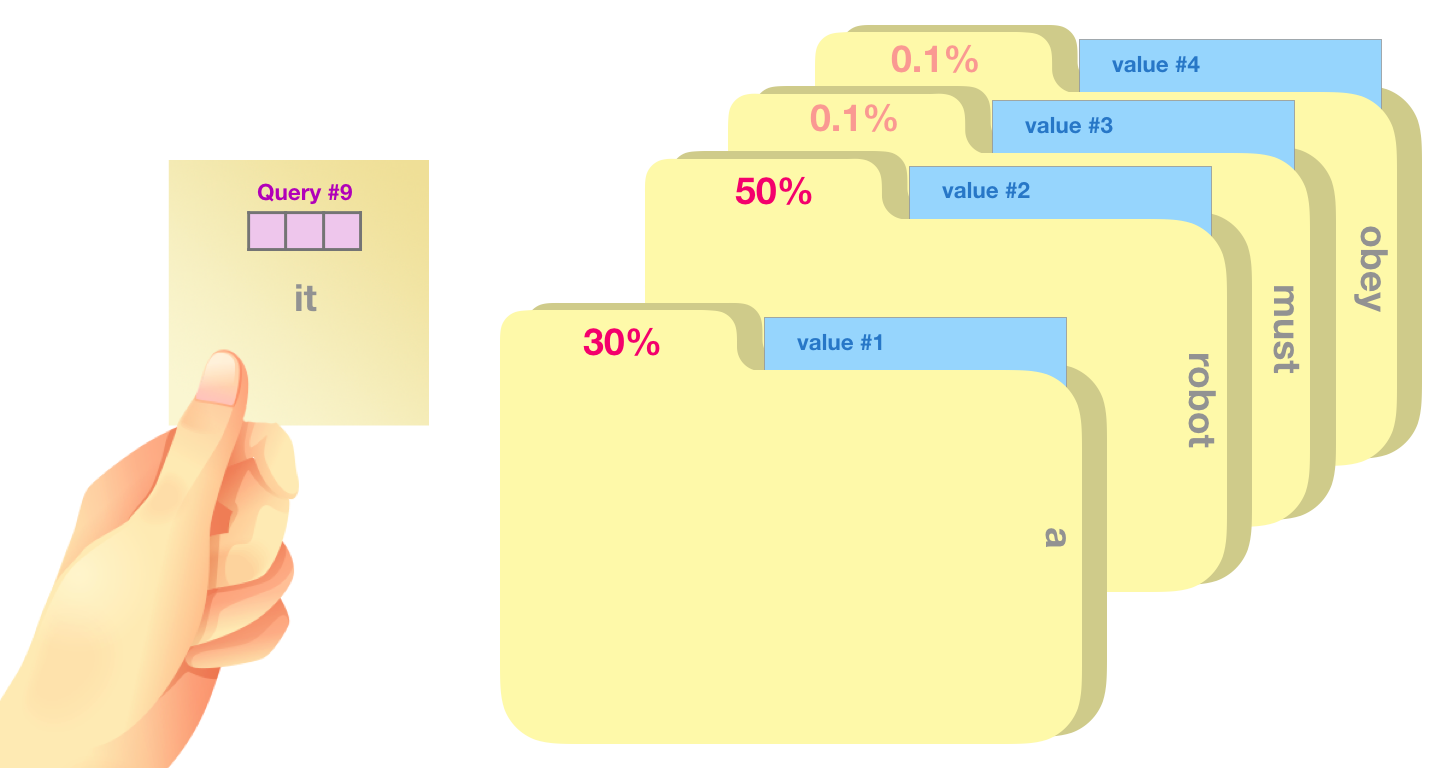 Query #9
it
0.1%
value #4
obey
0.1%
value #3
must
50%
value #2
robot
30%
value #1
a